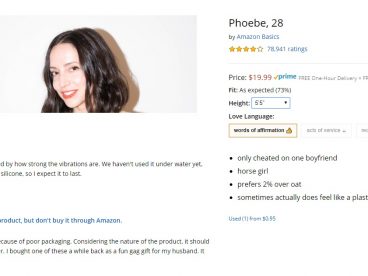 Phoebe, 28
by Amazon Basics
78,941 ratings
Price: $19.99 prime FREE One-Hour Delivery +
Fit: As expected (73%)
Height: 5'5"
Love Language:
words of affirmation acts of service
only cheated on one boyfriend
horse girl
prefers 2% over oat
sometimes actually does feel like a plast
Used (1) from $0.95
ed by how strong the vibrations are. We haven't used it under water yet,
silicone, so I expect it to last.
product, but don't buy it through Amazon.
ecause of poor packaging. Considering the nature of the product, it should
er. I bought one of these a while back as a fun gag gift for my husband. It